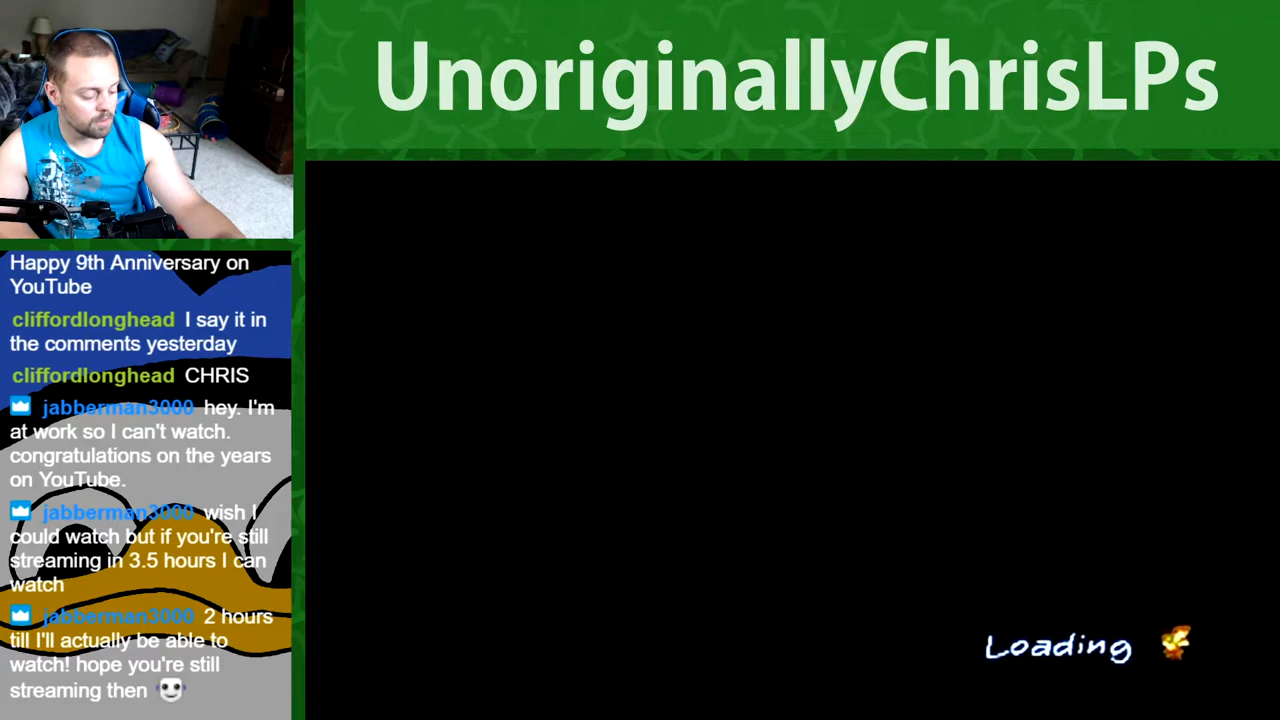 UnoriginallyChrisLPs
Happy 9th Anniversary on
YouTube
cliffordlonghead I say it in
the comments yesterday
cliffordlonghead CHRIS
jabberman3000 hey. I'm
at work so I can't watch.
congratulations on the years
on YouTube.
jabberman3000 wish I
could watch but if you're still
streaming in 3.5 hours I can
watch
jabberman3000 2 hours
till I'll actually be able to
watch! hope you're still
streaming then
Loading